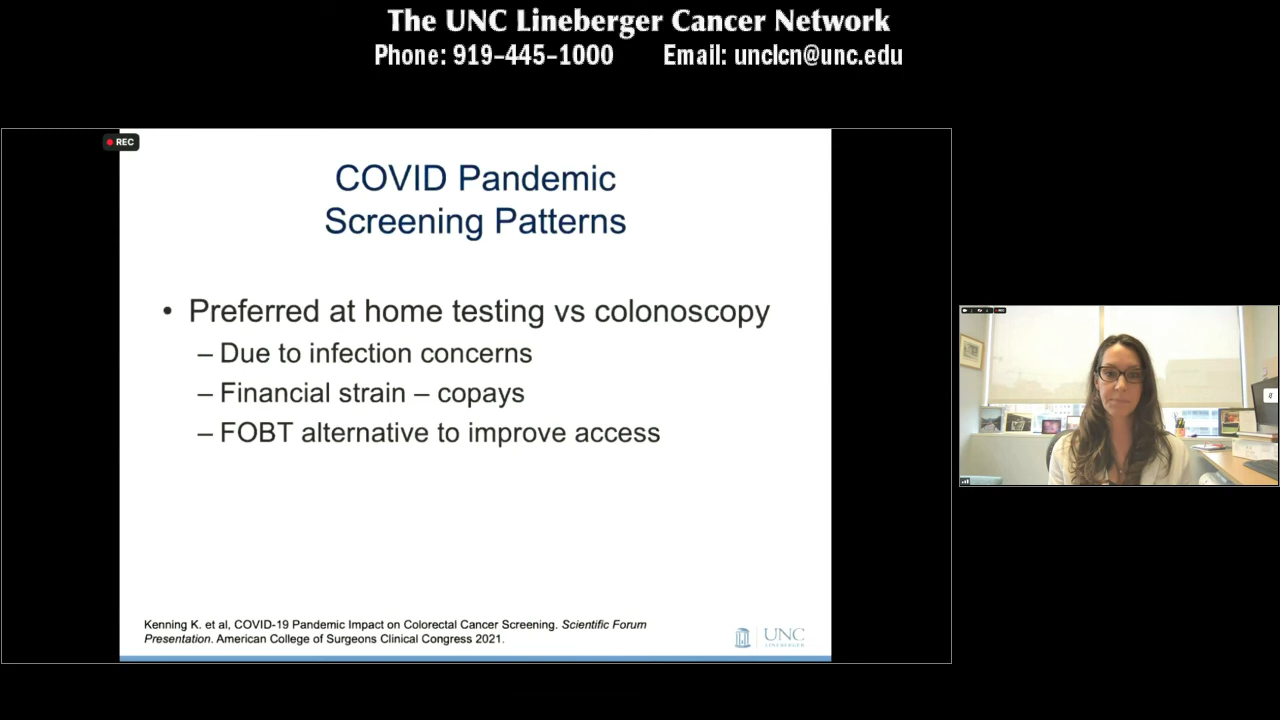 The UNC Lineberger Cancer Network
Phone: 919-445-1000 Email: unclcn@unc.edu
REC
COVID Pandemic
Screening Patterns
• Preferred at home testing vs colonoscopy
– Due to infection concerns
– Financial strain – copays
– FOBT alternative to improve access
Kenning K. et al, COVID-19 Pandemic Impact on Colorectal Cancer Screening. Scientific Forum
Presentation. American College of Surgeons Clinical Congress 2021.
UNC
LINEBERGER